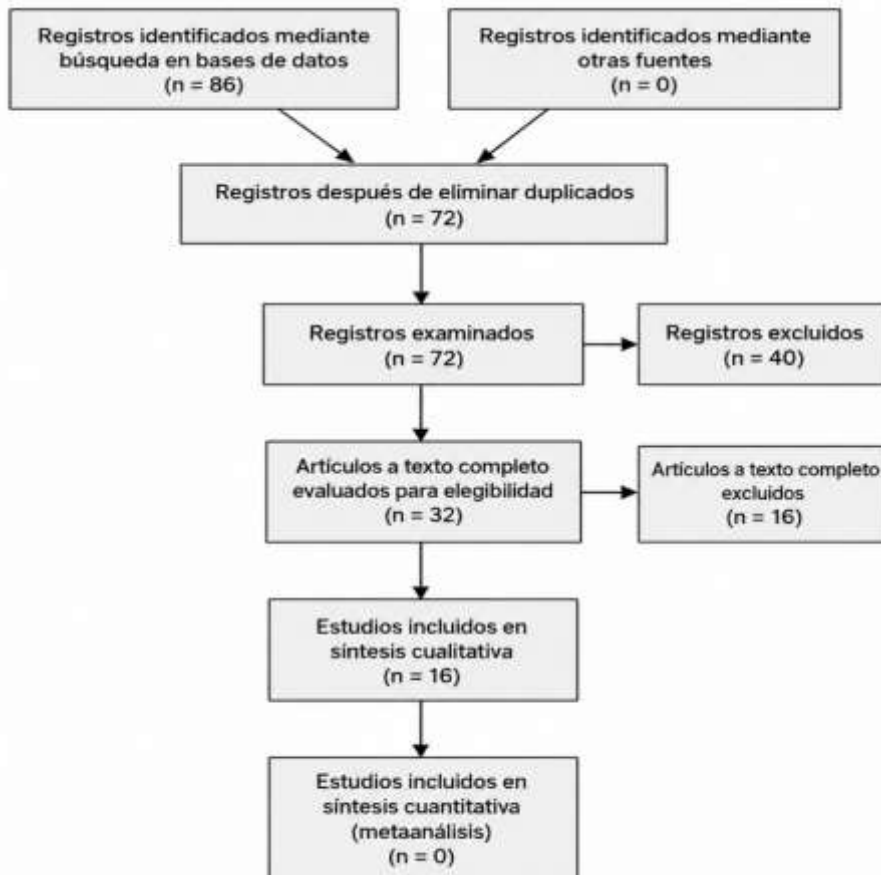 Registros identificados mediante
búsqueda en bases de datos
(n = 86)
Registros identificados mediante
otras fuentes
(n = 0)
Registros después de eliminar duplicados
(n = 72)
Registros examinados
(n = 72)
Registros excluidos
(n = 40)
Artículos a texto completo
evaluados para elegibilidad
(n = 32)
Artículos a texto completo
excluidos
(n = 16)
Estudios incluidos en
síntesis cualitativa
(n = 16)
Estudios incluidos en
síntesis cuantitativa
(metaanálisis)
(n = 0)